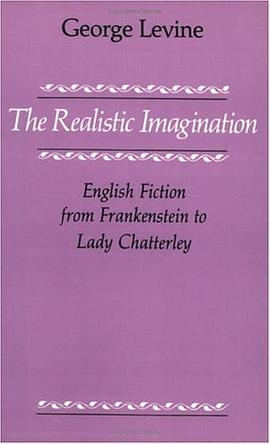 George Levine
The Realistic Imagination
English Fiction
from Frankenstein to
Lady Chatterley